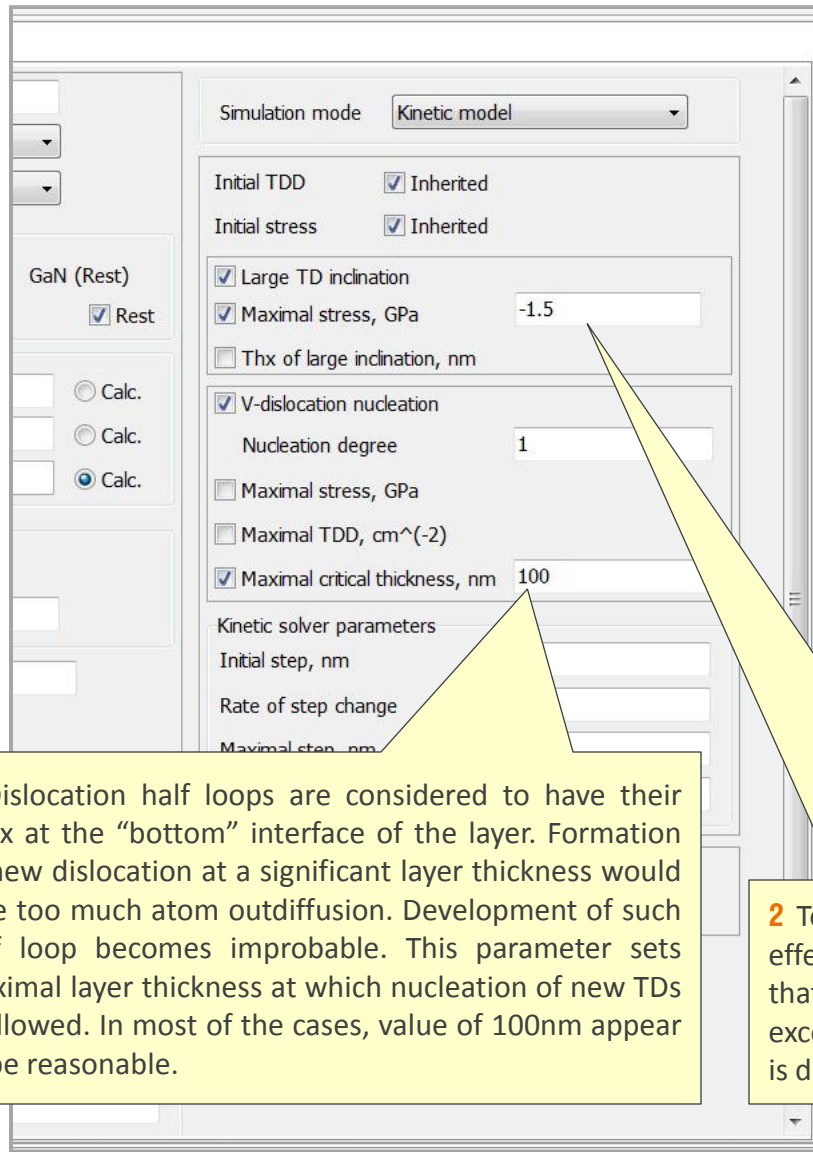 Simulation mode Kinetic model
Initial TDD Inherited
Initial stress Inherited
GaN (Rest)
Rest
Large TD inclination
Maximal stress, GPa -1.5
Thx of large inclination, nm
Calc.
Calc.
Calc.
V-dislocation nucleation
Nucleation degree 1
Maximal stress, GPa
Maximal TDD, cm^(-2)
Maximal critical thickness, nm 100
Kinetic solver parameters
Initial step, nm
Rate of step change
Maximal step, nm
islocation half loops are considered to have their
x at the “bottom” interface of the layer. Formation
new dislocation at a significant layer thickness would
e too much atom outdiffusion. Development of such
f loop becomes improbable. This parameter sets
ximal layer thickness at which nucleation of new TDs
llowed. In most of the cases, value of 100nm appear
be reasonable.
2 To
effe
that
exce
is d